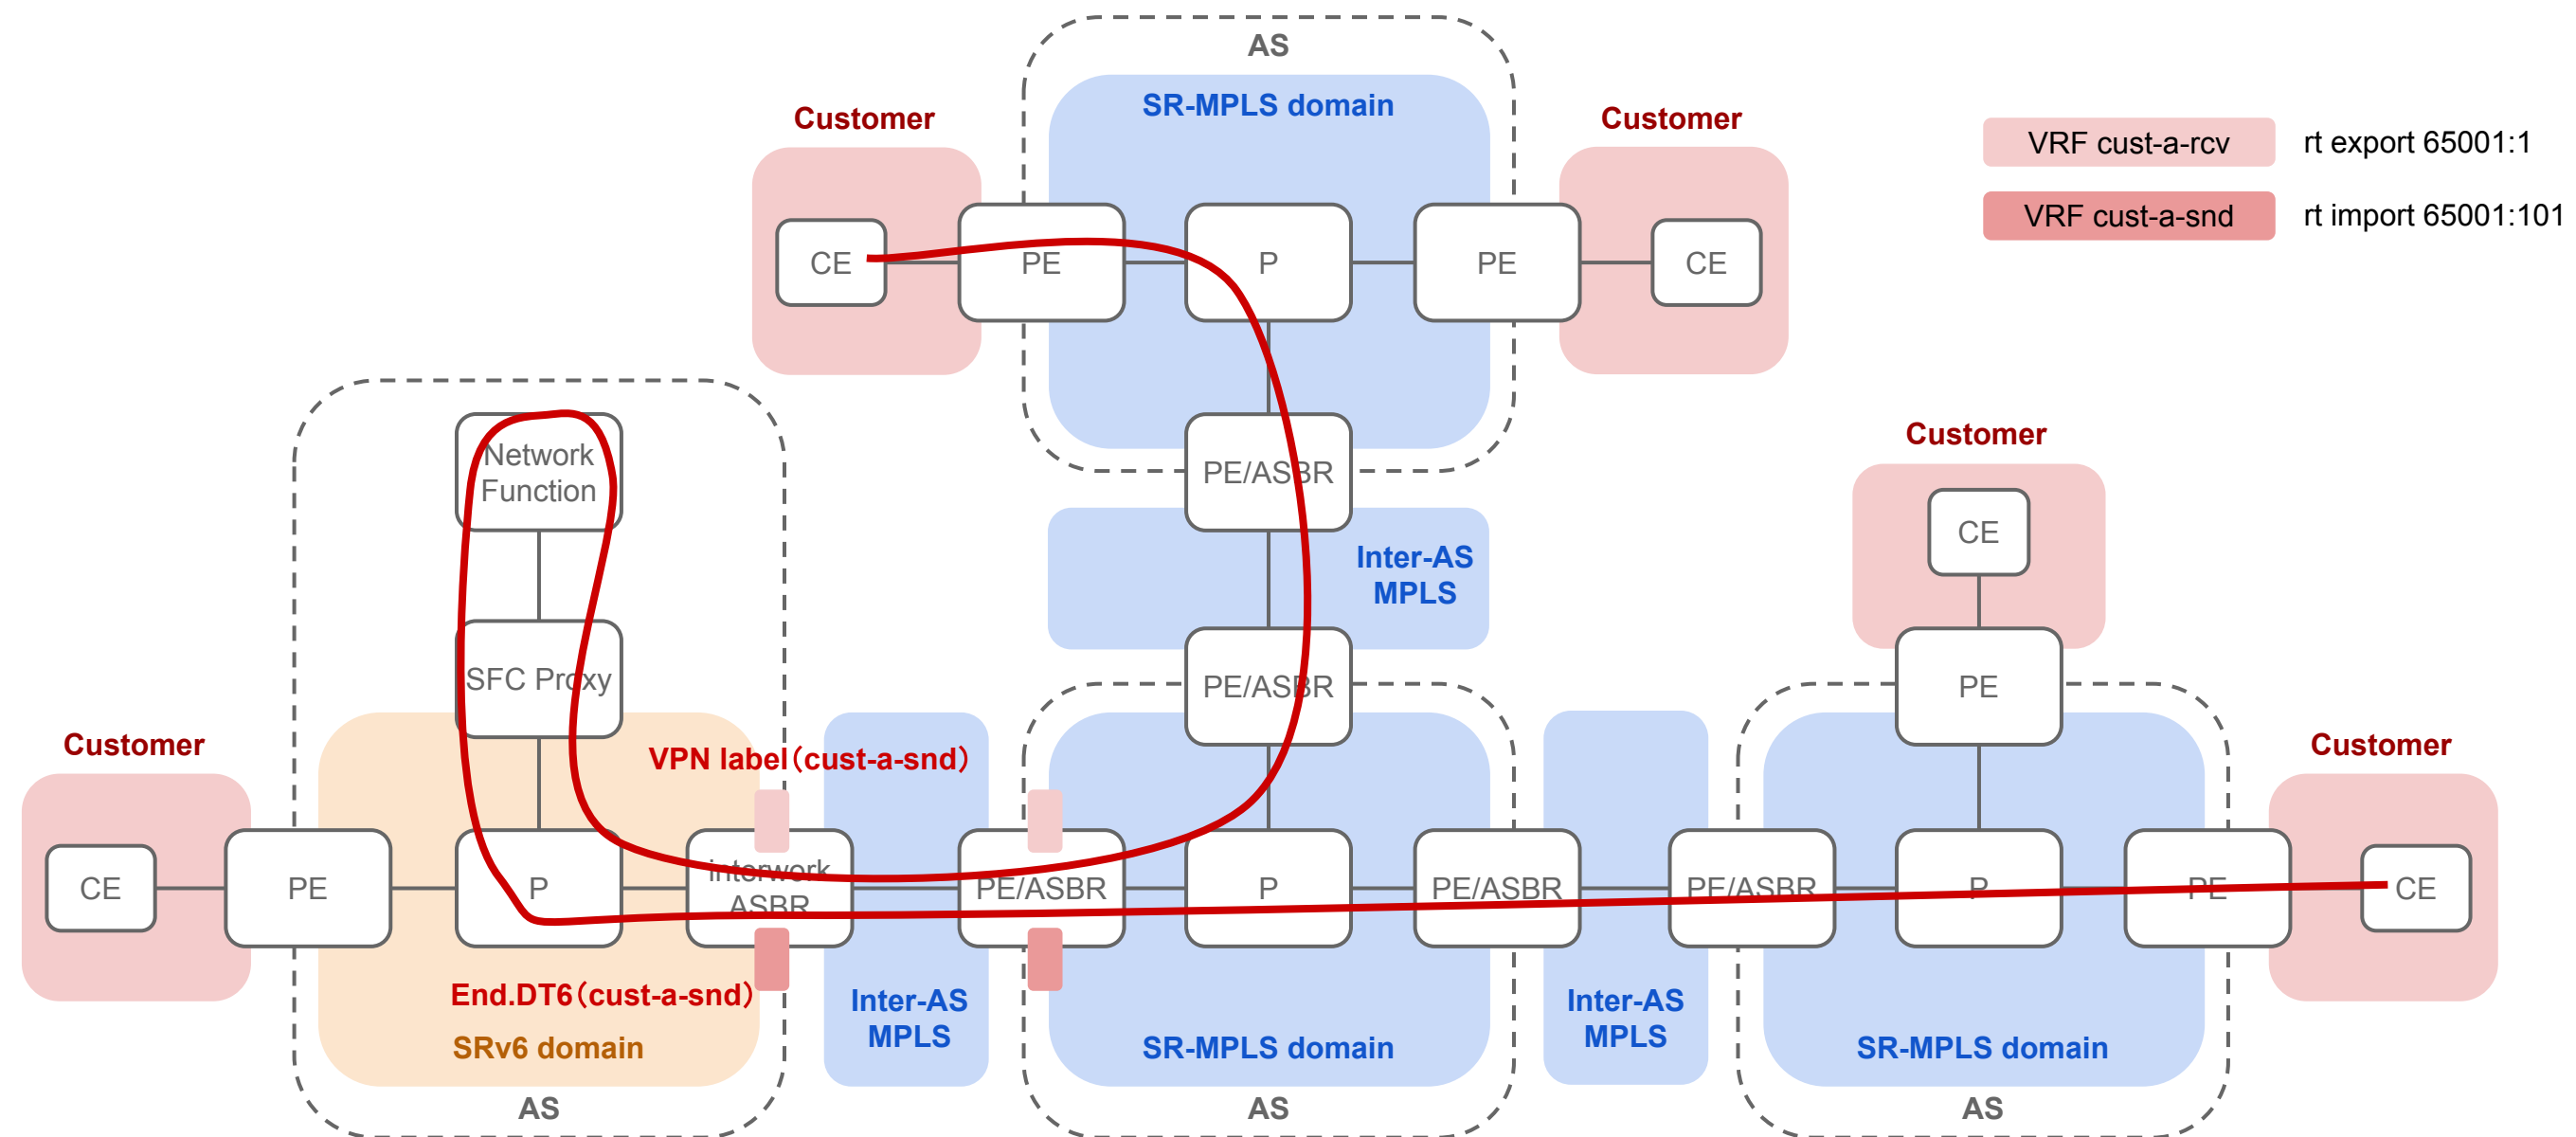 AS
SR-MPLS domain
Customer
Customer
VRF cust-a-rcv
rt export 65001:1
VRF cust-a-snd
rt import 65001:101
CE
PE
P
PE
CE
Network
Function
PE/ASBR
Customer
CE
Inter-AS
MPLS
SFC Proxy
PE/ASBR
PE
Customer
VPN label（cust-a-snd）
Customer
CE
PE
P
interwork
ASBR
PE/ASBR
P
PE/ASBR
PE/ASBR
P
PE
CE
End.DT6（cust-a-snd）
Inter-AS
MPLS
Inter-AS
MPLS
SRv6 domain
SR-MPLS domain
SR-MPLS domain
AS
AS
AS